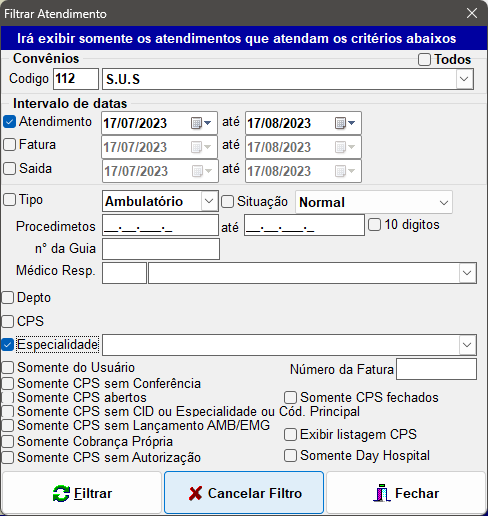 Filtrar Atendimento
Irá exibir somente os atendimentos que atendam os critérios abaixos
Convênios
Todos
Codigo 112 S.U.S
Intervalo de datas
Atendimento 17/07/2023 até 17/08/2023
Fatura 17/07/2023 até 17/08/2023
Saida 17/07/2023 até 17/08/2023
Tipo Ambulatório Situação Normal
Procedimetos __.__.___._ até __.__.___._ 10 digitos
n° da Guia
Médico Resp.
Depto
CPS
Especialidade
Somente do Usuário Número da Fatura
Somente CPS sem Conferência
Somente CPS abertos Somente CPS fechados
Somente CPS sem CID ou Especialidade ou Cód. Principal
Somente CPS sem Lançamento AMB/EMG
Somente Cobrança Própria Exibir listagem CPS
Somente CPS sem Autorização Somente Day Hospital
Filtrar Cancelar Filtro Fechar